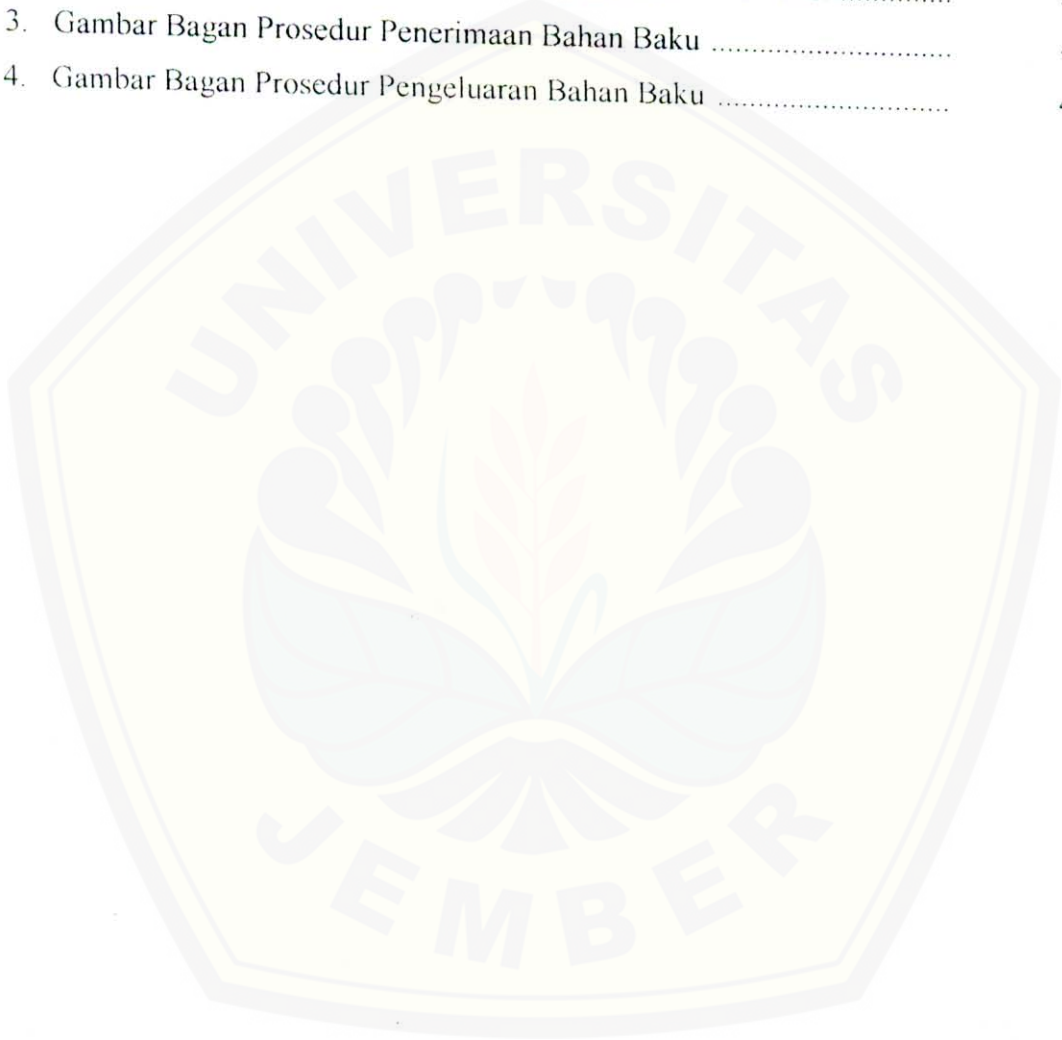 3. Gambar Bagan Prosedur Penerimaan Bahan Baku ..............................
4. Gambar Bagan Prosedur Pengeluaran Bahan Baku .............................
UNIVERSITAS
JEMBER